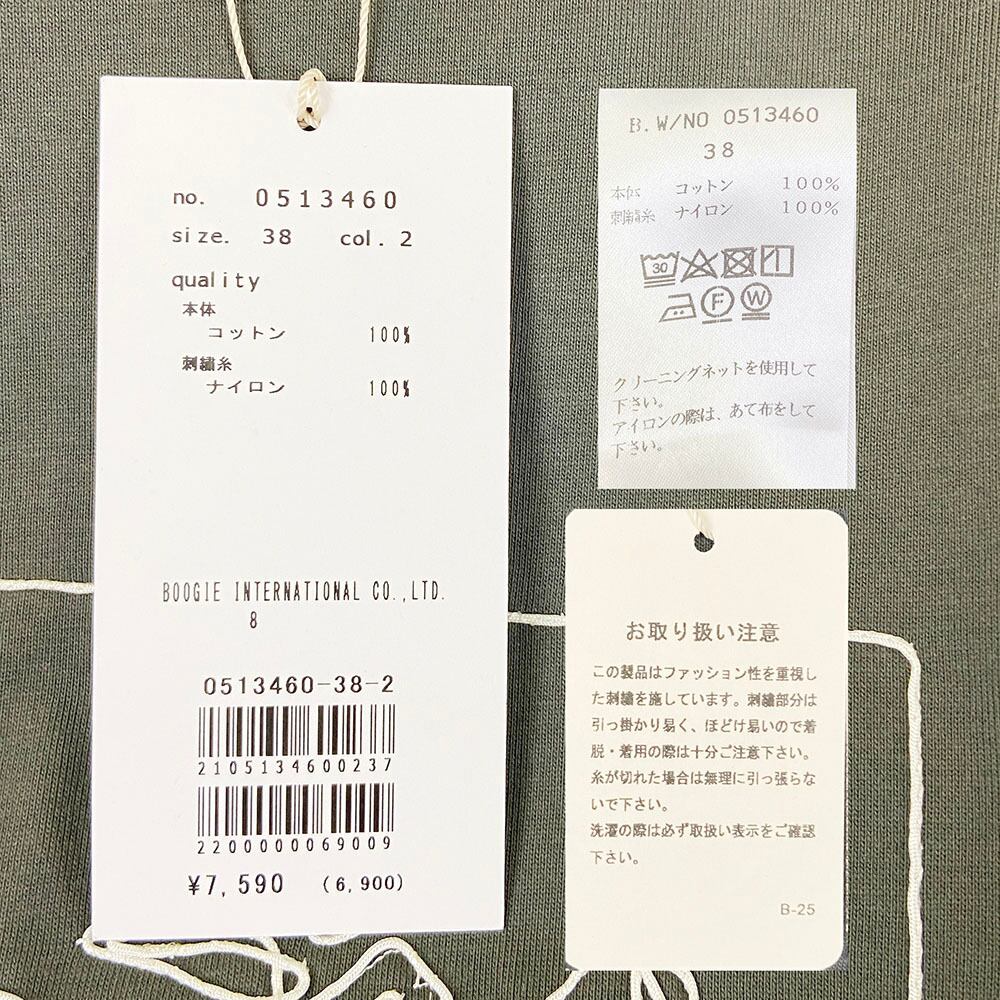 no. 0513460
size. 38 col. 2
quality
本体
コットン 100%
刺繍糸
ナイロン 100%
BOOGIE INTERNATIONAL CO.,LTD.
8
0513460-38-2
2105134600237
2200000069009
¥7,590 (6,900)
B.W/NO 0513460
38
本体 コットン 100%
刺繍糸 ナイロン 100%
30
F W
クリーニングネットを使用して
下さい。
アイロンの際は、あて布をして
下さい。
お取り扱い注意
この製品はファッション性を重視し
た刺繍を施しています。刺繍部分は
引っ掛かり易く、ほどけ易いので着
脱・着用の際は十分ご注意下さい。
糸が切れた場合は無理に引っ張らな
いで下さい。
洗濯の際は必ず取扱い表示をご確認
下さい。
B-25